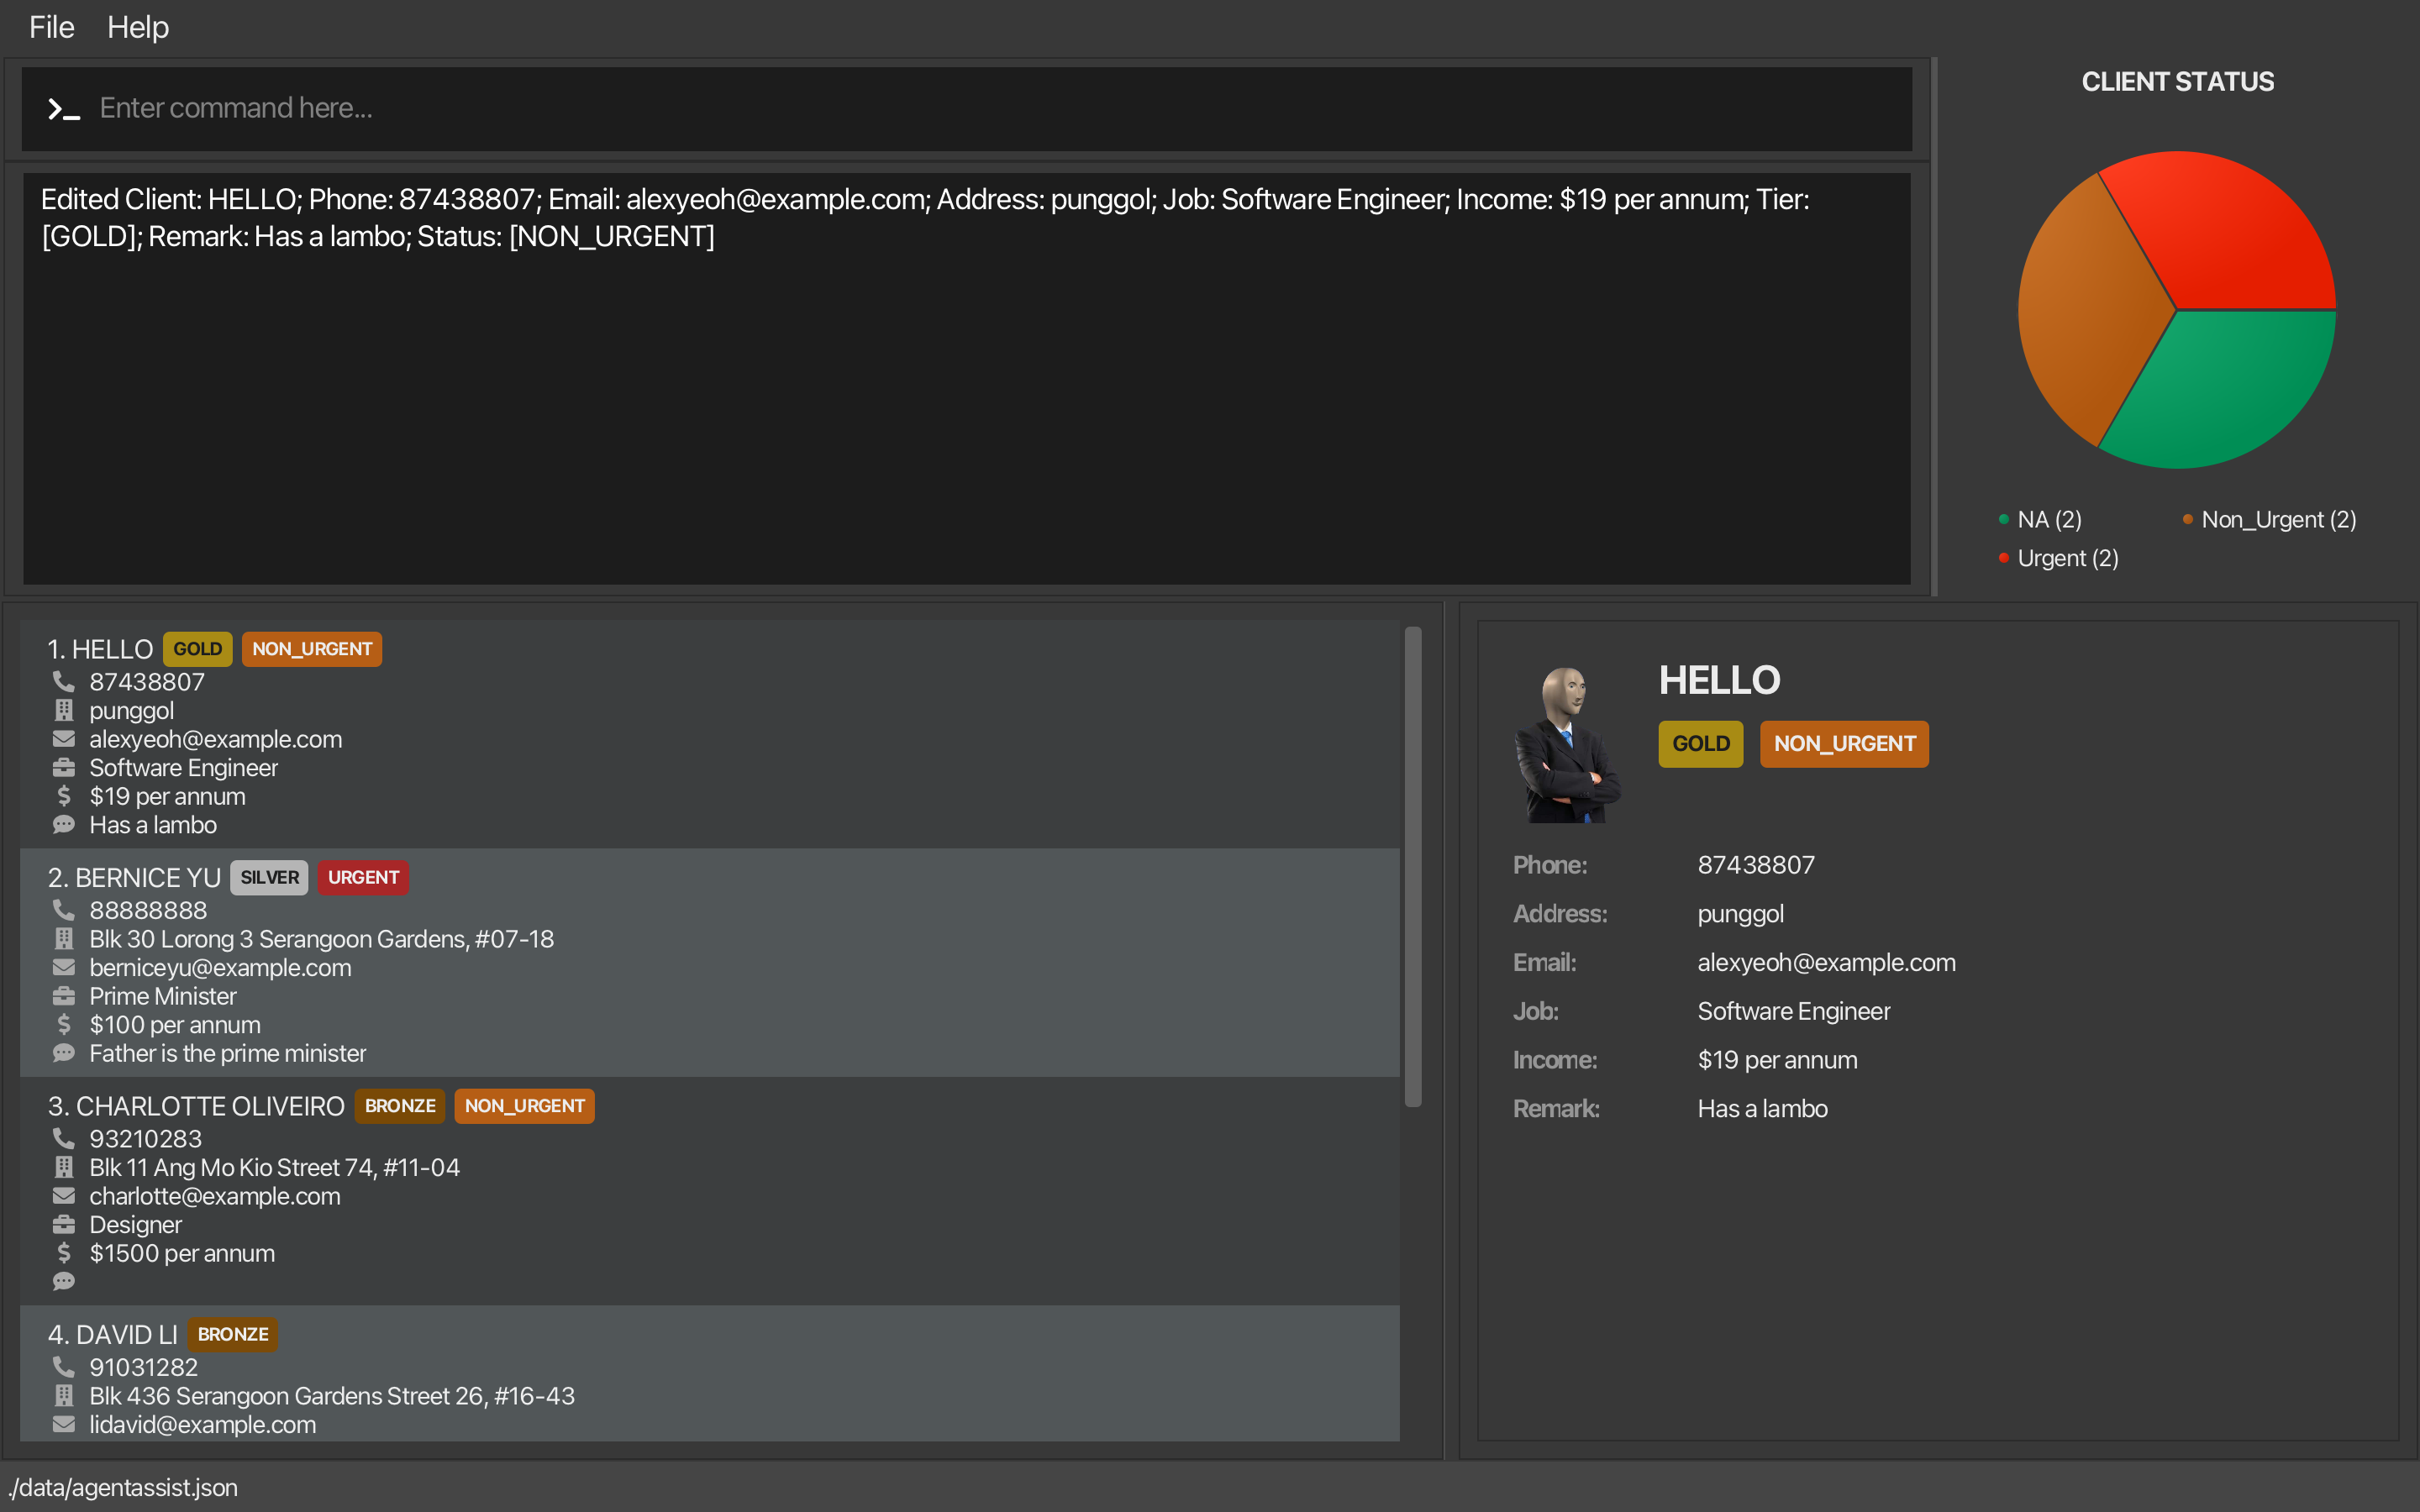 File Help
Enter command here...
Edited Client: HELLO; Phone: 87438807; Email: alexyeoh@example.com; Address: punggol; Job: Software Engineer; Income: $19 per annum; Tier:
[GOLD]; Remark: Has a lambo; Status: [NON_URGENT]
CLIENT STATUS
NA (2) Non_Urgent (2)
Urgent (2)
1. HELLO GOLD NON_URGENT
87438807
punggol
alexyeoh@example.com
Software Engineer
$19 per annum
Has a lambo
2. BERNICE YU SILVER URGENT
88888888
Blk 30 Lorong 3 Serangoon Gardens, #07-18
berniceyu@example.com
Prime Minister
$100 per annum
Father is the prime minister
3. CHARLOTTE OLIVEIRO BRONZE NON_URGENT
93210283
Blk 11 Ang Mo Kio Street 74, #11-04
charlotte@example.com
Designer
$1500 per annum
4. DAVID LI BRONZE
91031282
Blk 436 Serangoon Gardens Street 26, #16-43
lidavid@example.com
HELLO
GOLD NON_URGENT
Phone: 87438807
Address: punggol
Email: alexyeoh@example.com
Job: Software Engineer
Income: $19 per annum
Remark: Has a lambo
./data/agentassist.json